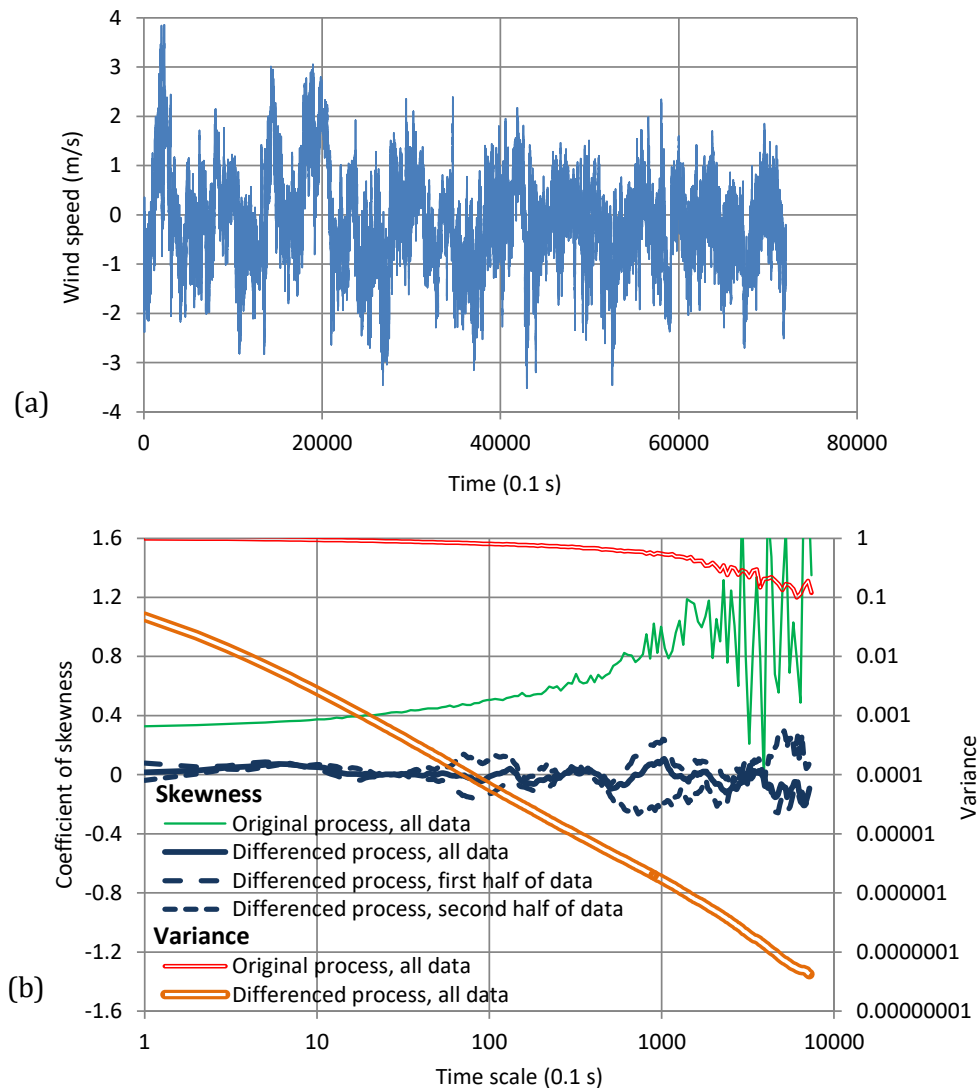 4
3
2
1
0
-1
-2
-3
-4
Wind speed (m/s)
(a)
0 20000 40000 60000 80000
Time (0.1 s)
1.6 1
1.2 0.1
0.8 0.01
0.4 0.001
0 0.0001
-0.4 0.00001
-0.8 0.000001
-1.2 0.0000001
-1.6 0.00000001
Coefficient of skewness
Variance
Skewness
Original process, all data
Differenced process, all data
Differenced process, first half of data
Differenced process, second half of data
Variance
Original process, all data
Differenced process, all data
(b)
1 10 100 1000 10000
Time scale (0.1 s)